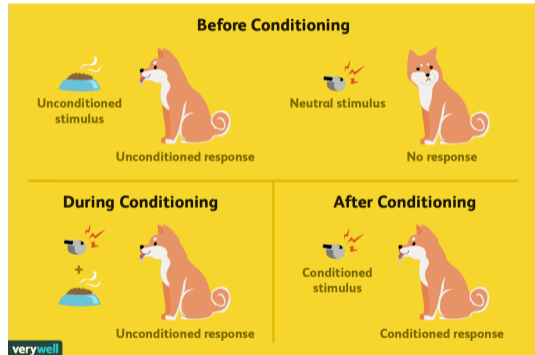 Before Conditioning
Unconditioned
stimulus
Unconditioned response
Neutral stimulus
No response
During Conditioning
+
Unconditioned response
After Conditioning
Conditioned
stimulus
Conditioned response
verywell